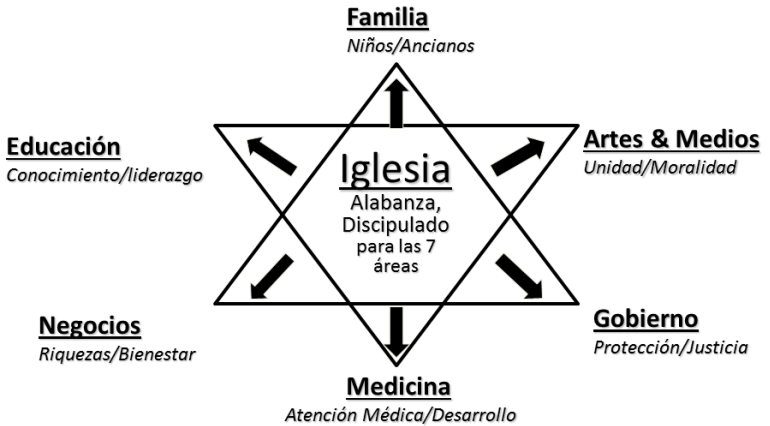 Familia
Niños/Ancianos
Educación
Conocimiento/liderazgo
Artes & Medios
Unidad/Moralidad
Iglesia
Alabanza,
Discipulado
para las 7
áreas
Negocios
Riquezas/Bienestar
Gobierno
Protección/Justicia
Medicina
Atención Médica/Desarrollo